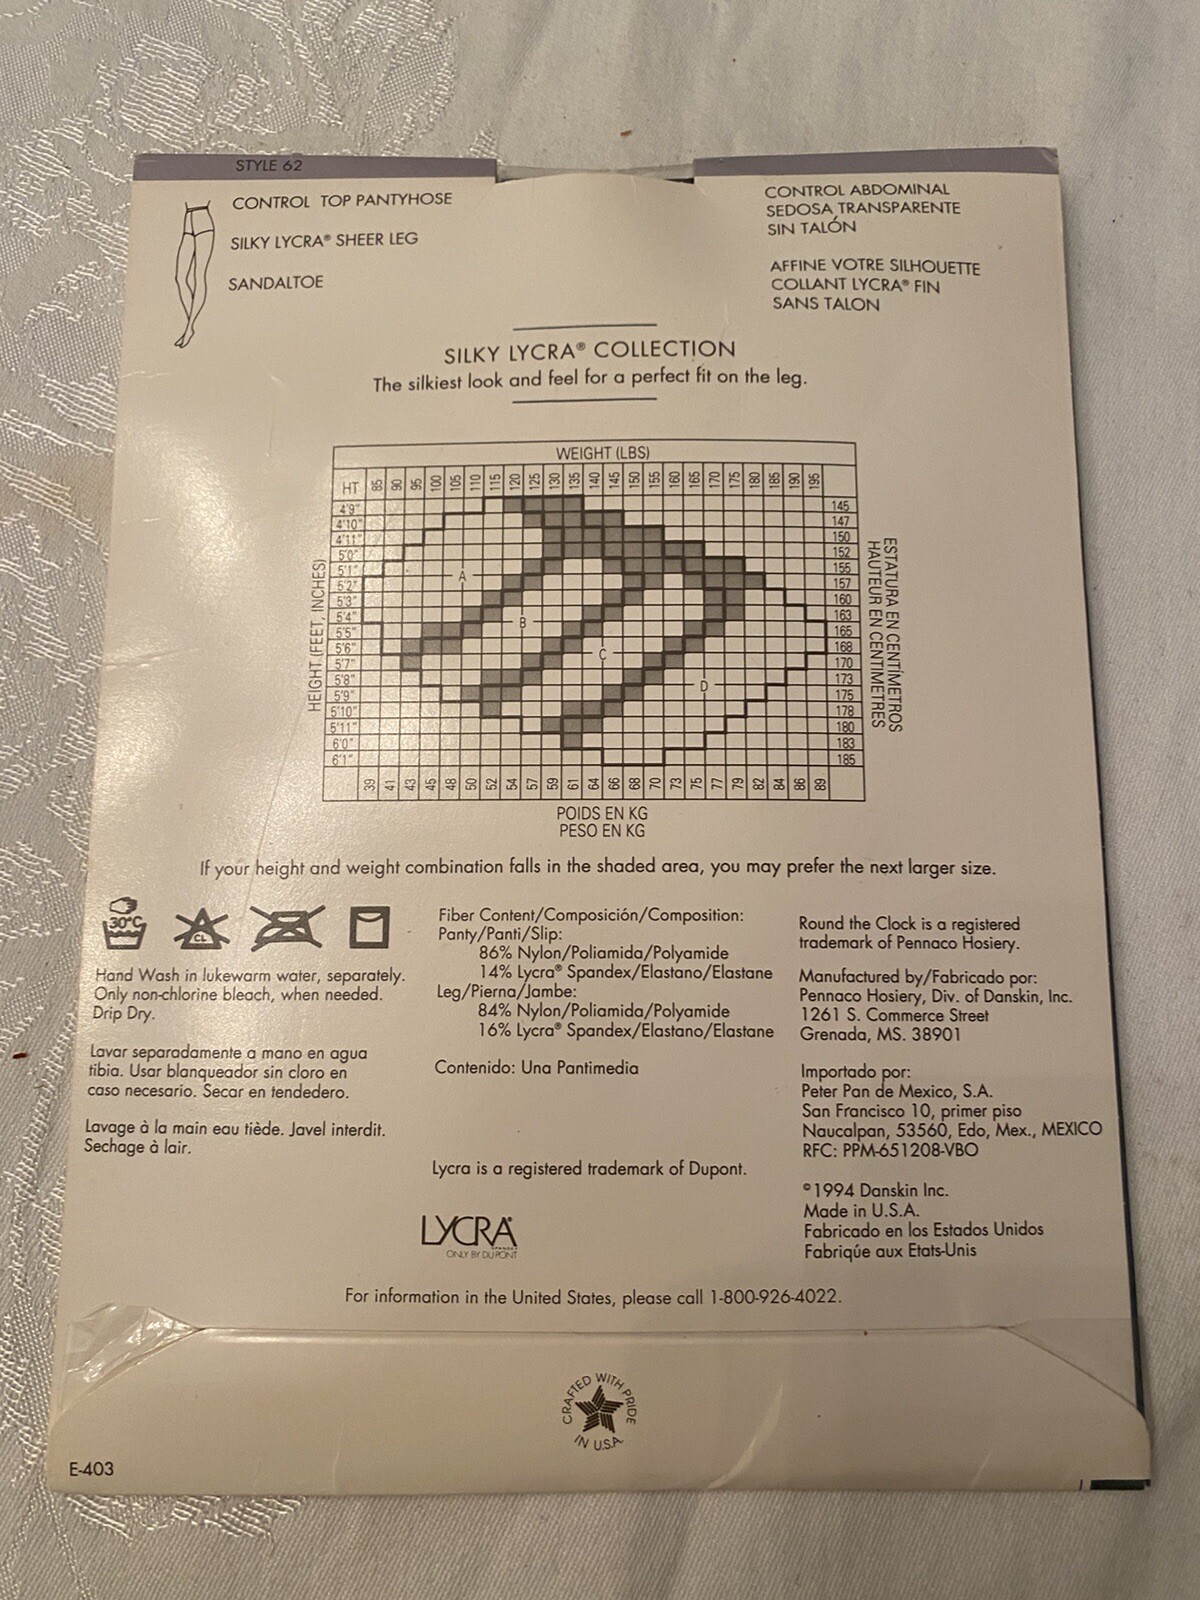 STYLE 62
CONTROL TOP PANTYHOSE
SILKY LYCRA® SHEER LEG
SANDALTOE
CONTROL ABDOMINAL
SEDOSA TRANSPARENTE
SIN TALÓN
AFFINE VOTRE SILHOUETTE
COLLANT LYCRA® FIN
SANS TALON
SILKY LYCRA® COLLECTION
The silkiest look and feel for a perfect fit on the leg.
WEIGHT (LBS)
HT 85 90 95 100 105 110 115 120 125 130 135 140 145 150 155 160 165 170 175 180 185 190 195
4'9" 145
4'10" 147
4'11" 150
5'0" 152
5'1" 155
5'2" 157
5'3" 160
5'4" 163
5'5" 165
5'6" 168
5'7" 170
5'8" 173
5'9" 175
5'10" 178
5'11" 180
6'0" 183
6'1" 185
A
B
C
D
HEIGHT (FEET, INCHES)
ESTATURA EN CENTÍMETROS
HAUTEUR EN CENTIMETRES
39 41 43 45 48 50 52 54 57 59 61 64 66 68 70 73 75 77 79 82 84 86 89
POIDS EN KG
PESO EN KG
If your height and weight combination falls in the shaded area, you may prefer the next larger size.
30°C
CL
Hand Wash in lukewarm water, separately.
Only non-chlorine bleach, when needed.
Drip Dry.
Lavar separadamente a mano en agua
tibia. Usar blanqueador sin cloro en
caso necesario. Secar en tendedero.
Lavage à la main eau tiède. Javel interdit.
Sechage à lair.
Fiber Content/Composición/Composition:
Panty/Panti/Slip:
86% Nylon/Poliamida/Polyamide
14% Lycra® Spandex/Elastano/Elastane
Leg/Pierna/Jambe:
84% Nylon/Poliamida/Polyamide
16% Lycra® Spandex/Elastano/Elastane
Contenido: Una Pantimedia
Lycra is a registered trademark of Dupont.
LYCRA®
SPANDEX
ONLY BY DUPONT
Round the Clock is a registered
trademark of Pennaco Hosiery.
Manufactured by/Fabricado por:
Pennaco Hosiery, Div. of Danskin, Inc.
1261 S. Commerce Street
Grenada, MS. 38901
Importado por:
Peter Pan de Mexico, S.A.
San Francisco 10, primer piso
Naucalpan, 53560, Edo, Mex., MEXICO
RFC: PPM-651208-VBO
©1994 Danskin Inc.
Made in U.S.A.
Fabricado en los Estados Unidos
Fabriqúe aux Etats-Unis
For information in the United States, please call 1-800-926-4022.
CRAFTED WITH PRIDE
IN U.S.A.
E-403